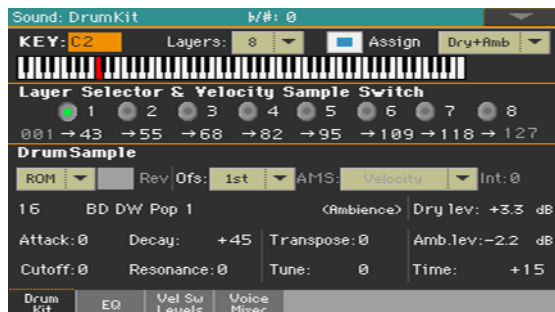 Sound: DrumKit ♭/#: 0
KEY: C2 Layers: 8 Assign Dry+Amb
Layer Selector & Velocity Sample Switch
1 2 3 4 5 6 7 8
001 → 43 → 55 → 68 → 82 → 95 → 109 → 118 → 127
DrumSample
ROM Rev Ofs: 1st AMS: Velocity Int: 0
16 BD DW Pop 1 (Ambience) Dry lev: +3.3 dB
Attack: 0 Decay: +45 Transpose: 0 Amb.lev: -2.2 dB
Cutoff: 0 Resonance: 0 Tune: 0 Time: +15
Drum Kit EQ Vel Sw Levels Voice Mixer